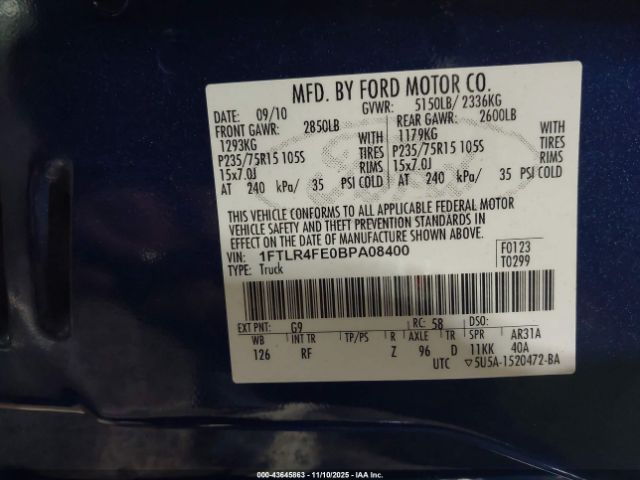 MFD. BY FORD MOTOR CO.
DATE: 09/10 GVWR: 5150LB/ 2336KG
FRONT GAWR: 2850LB REAR GAWR: 2600LB
1293KG WITH 1179KG WITH
P235/75R15 105S TIRES P235/75R15 105S TIRES
15x7.0J RIMS 15x7.0J RIMS
AT 240 kPa/ 35 PSI COLD AT 240 kPa/ 35 PSI COLD
THIS VEHICLE CONFORMS TO ALL APPLICABLE FEDERAL MOTOR
VEHICLE SAFETY AND THEFT PREVENTION STANDARDS IN
EFFECT ON THE DATE OF MANUFACTURE SHOWN ABOVE.
VIN: 1FTLR4FE0BPA08400 F0123
TYPE: Truck T0299
EXT PNT: G9 RC: 58 DSO:
WB INT TR TP/PS R AXLE TR SPR AR31A
126 RF Z 96 D 11KK 40A
UTC ▽5U5A-1520472-BA
© 43645863 - 11/10/2025 - IAA Inc.